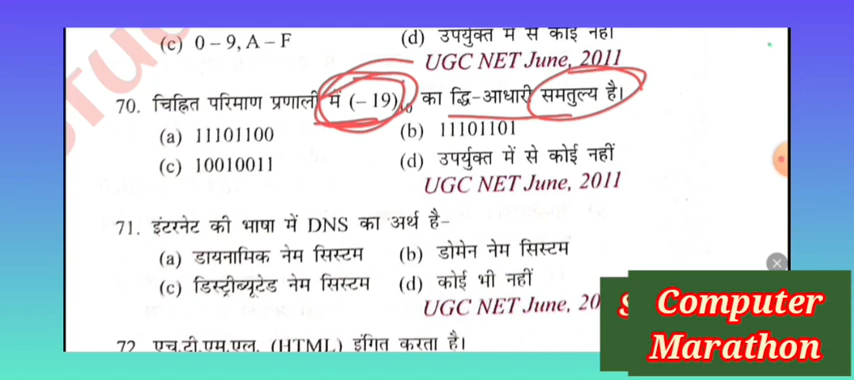 (c) 0 – 9, A – F
(d) उपर्युक्त में से कोई नहीं
UGC NET June, 2011
70. चिह्नित परिमाण प्रणाली में (– 19)₁₀ का द्धि-आधारी समतुल्य है।
(a) 11101100
(b) 11101101
(c) 10010011
(d) उपर्युक्त में से कोई नहीं
UGC NET June, 2011
71. इंटरनेट की भाषा में DNS का अर्थ है-
(a) डायनामिक नेम सिस्टम
(b) डोमेन नेम सिस्टम
(c) डिस्ट्रीब्यूटेड नेम सिस्टम
(d) कोई भी नहीं
UGC NET June, 20
72. एच.टी.एम.एल. (HTML) इंगित करता है।
Computer
Marathon